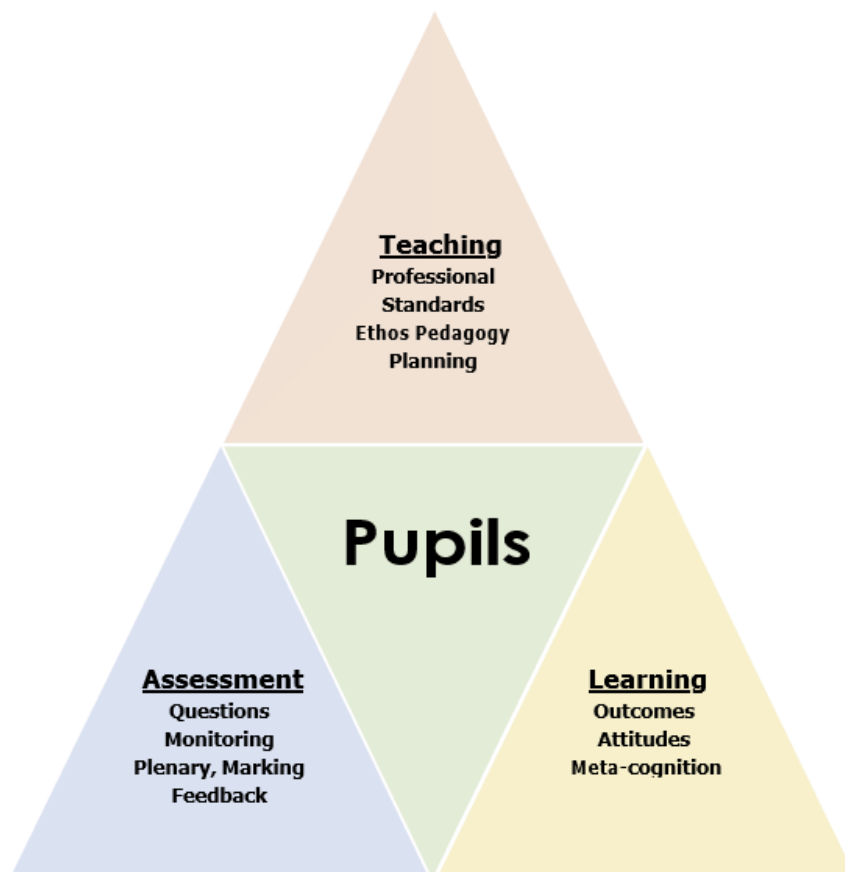 Teaching
Professional
Standards
Ethos Pedagogy
Planning
Pupils
Assessment
Questions
Monitoring
Plenary, Marking
Feedback
Learning
Outcomes
Attitudes
Meta-cognition